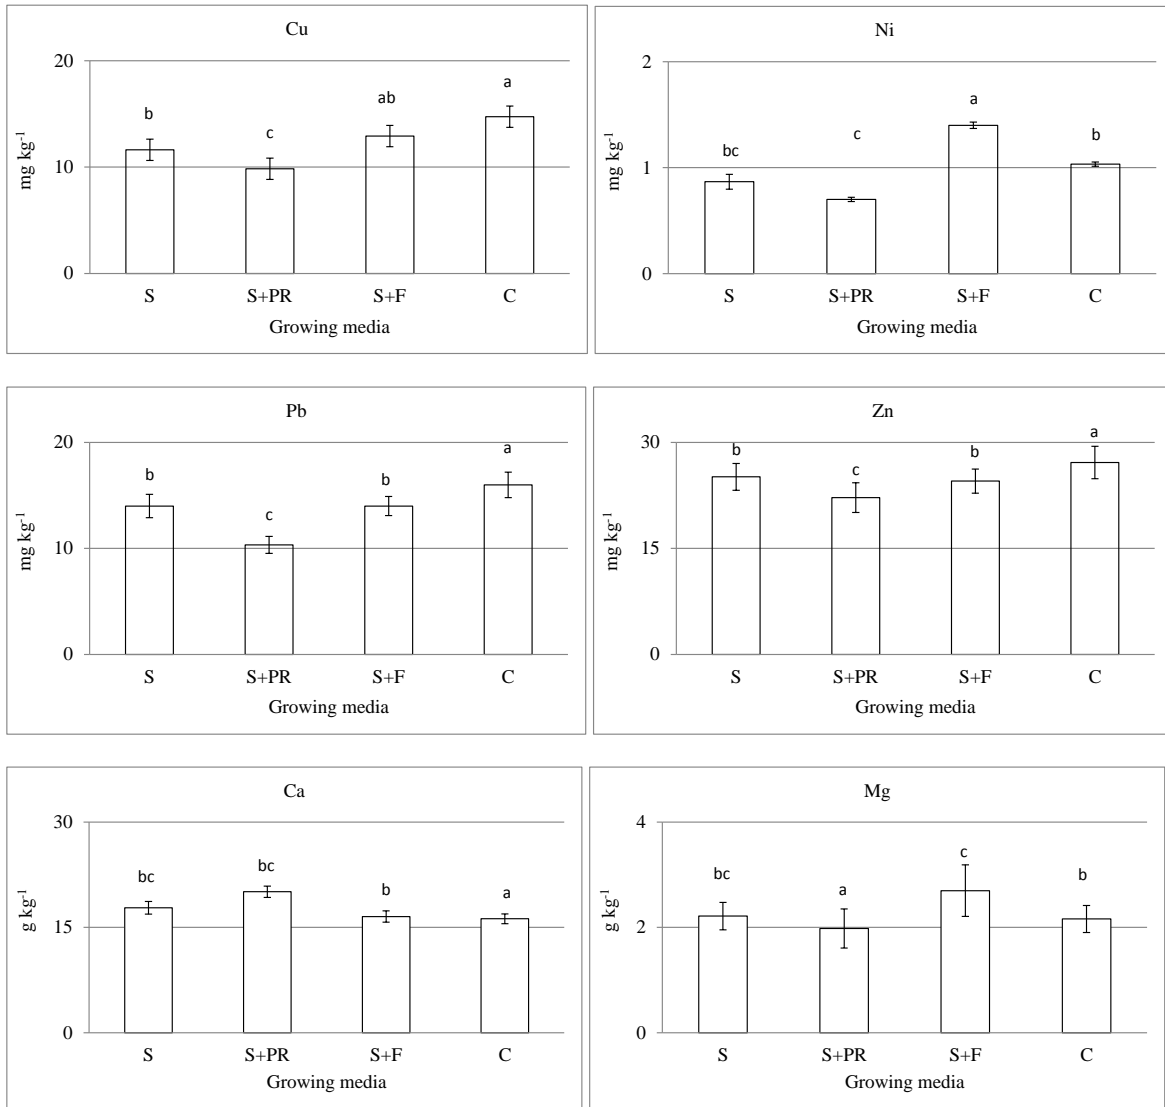 Cu
20
10
0
mg kg-1
b
c
ab
a
S
S+PR
S+F
C
Growing media
Ni
2
1
0
mg kg-1
bc
c
a
b
S
S+PR
S+F
C
Growing media
Pb
20
10
0
mg kg-1
b
c
b
a
S
S+PR
S+F
C
Growing media
Zn
30
15
0
mg kg-1
b
c
b
a
S
S+PR
S+F
C
Growing media
Ca
30
15
0
g kg-1
bc
bc
b
a
S
S+PR
S+F
C
Growing media
Mg
4
2
0
g kg-1
bc
a
c
b
S
S+PR
S+F
C
Growing media